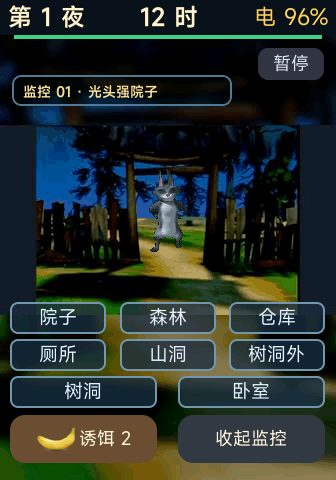 第 1 夜 12 时 电 96%
暂停
监控 01 · 光头强院子
院子 森林 仓库
厕所 山洞 树洞外
树洞 卧室
诱饵 2 收起监控